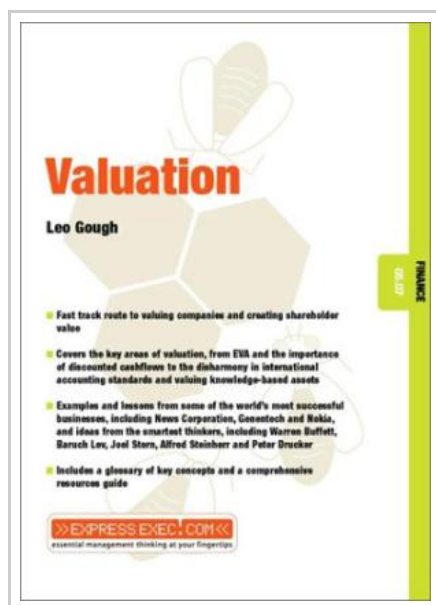 Valuation
Leo Gough
Fast track route to valuing companies and creating shareholder
value
Covers the key areas of valuation, from EVA and the importance
of discounted cashflows to the disharmony in international
accounting standards and valuing knowledge-based assets
Examples and lessons from some of the world's most successful
businesses, including News Corporation, Genentech and Nokia,
and ideas from the smartest thinkers, including Warren Buffett,
Baruch Lev, Joel Stern, Alfred Steinherr and Peter Drucker
Includes a glossary of key concepts and a comprehensive
resources guide
>>EXPRESS EXEC!COM<<
essential management thinking at your fingertips
FINANCE
05.07